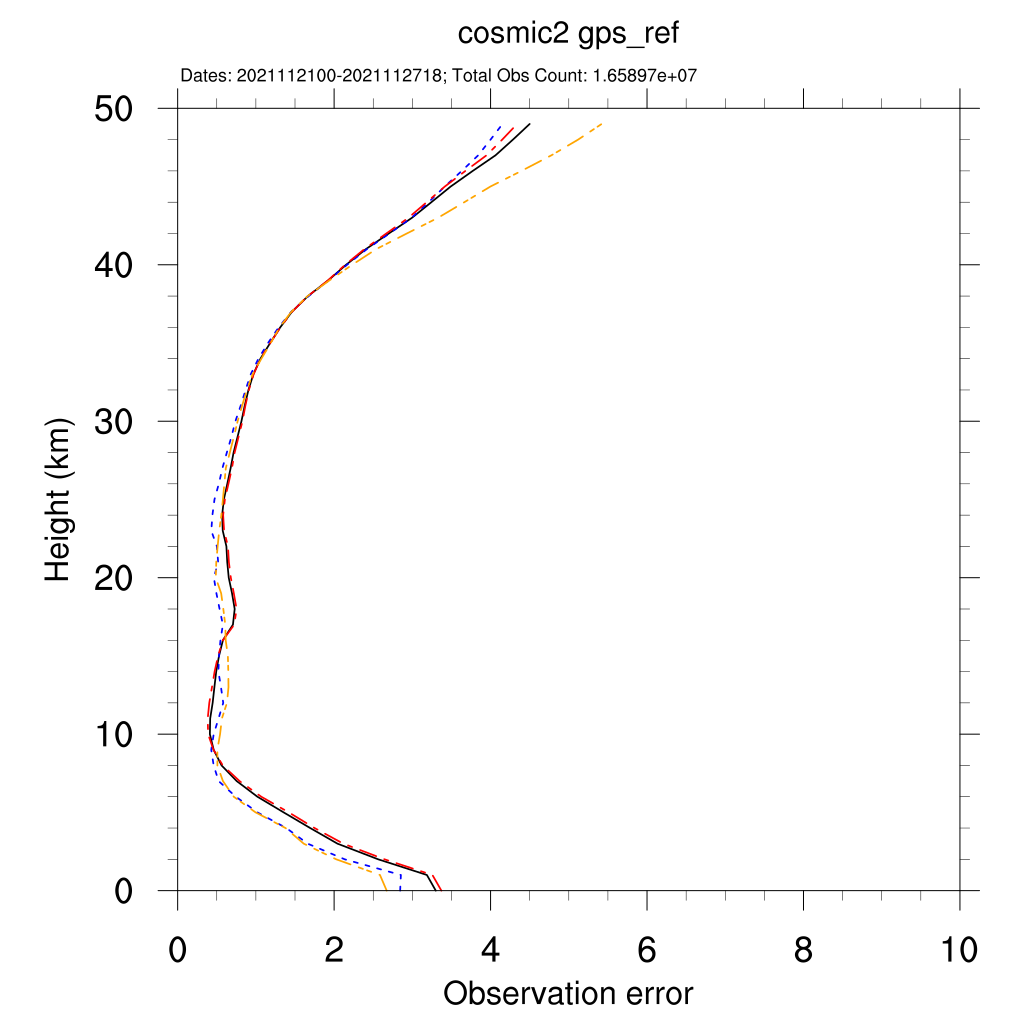 cosmic2 gps_ref
Dates: 2021112100-2021112718; Total Obs Count: 1.65897e+07
50
40
30
20
10
0
Height (km)
0 2 4 6 8 10
Observation error